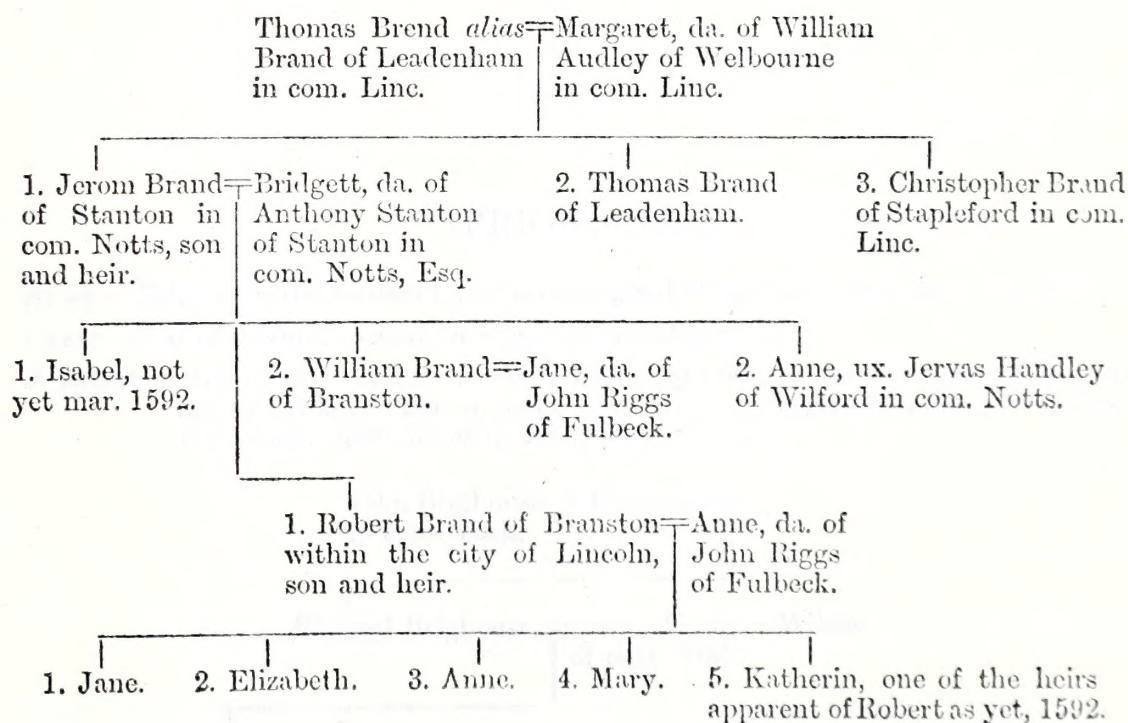 Thomas Brend alias Margaret, da. of William
Brand of Leadenham Audley of Welbourne
in com. Linc. in com. Linc.
1. Jerom Brand Bridgett, da. of 2. Thomas Brand 3. Christopher Brand
of Stanton in Anthony Stanton of Leadenham. of Stapleford in com.
com. Notts, son of Stanton in Linc.
and heir. com. Notts, Esq.
1. Isabel, not 2. William Brand Jane, da. of 2. Anne, ux. Jervas Handley
yet mar. 1592. of Branston. John Riggs of Wilford in com. Notts.
of Fulbeck.
1. Robert Brand of Branston Anne, da. of
within the city of Lincoln, John Riggs
son and heir. of Fulbeck.
1. Jane. 2. Elizabeth. 3. Anne. 4. Mary. 5. Katherin, one of the heirs
apparent of Robert as yet, 1592.